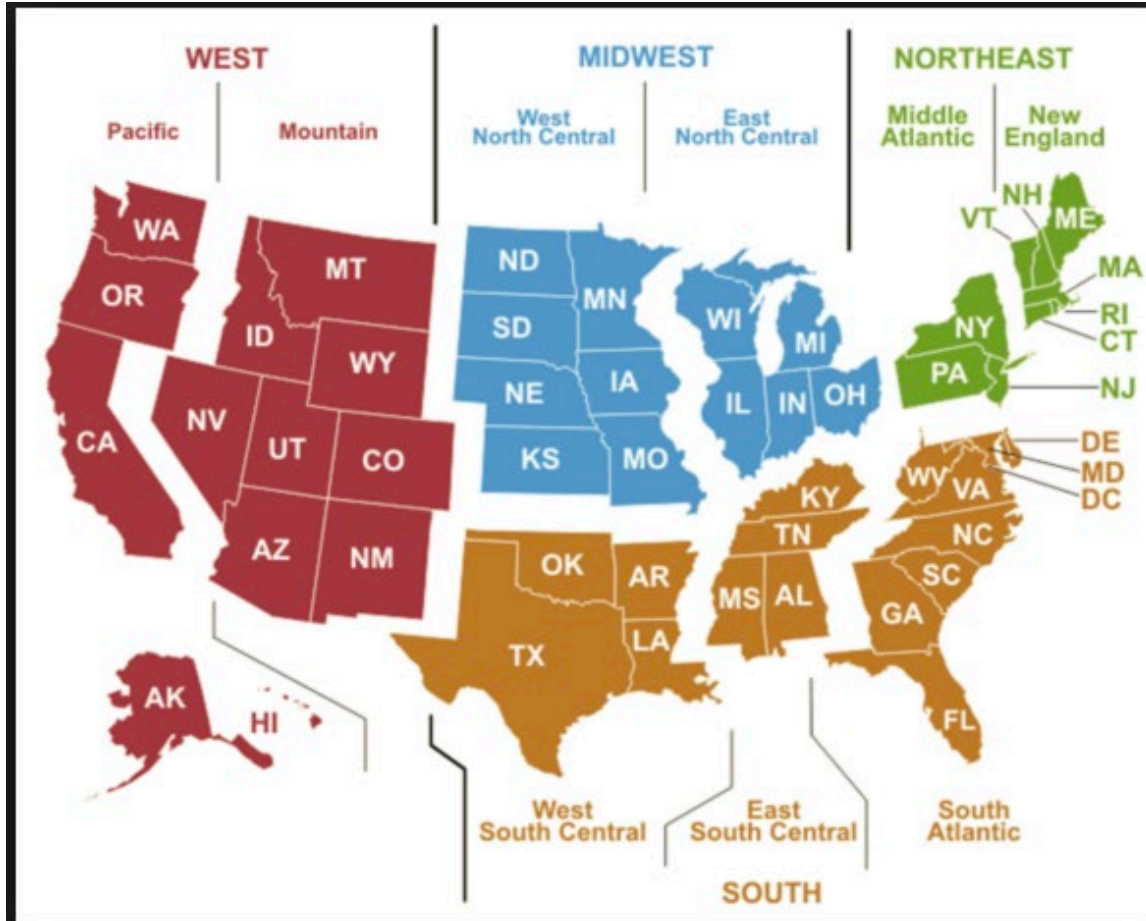 WEST
MIDWEST
NORTHEAST
Pacific
Mountain
West
North Central
East
North Central
Middle
Atlantic
New
England
WA
OR
CA
NV
ID
MT
WY
UT
CO
AZ
NM
AK
HI
ND
SD
NE
KS
MN
IA
MO
WI
IL
MI
IN
OH
VT
NH
ME
MA
RI
CT
NY
PA
NJ
DE
MD
DC
WV
VA
NC
SC
GA
FL
KY
TN
MS
AL
OK
AR
TX
LA
West
South Central
East
South Central
South
Atlantic
SOUTH